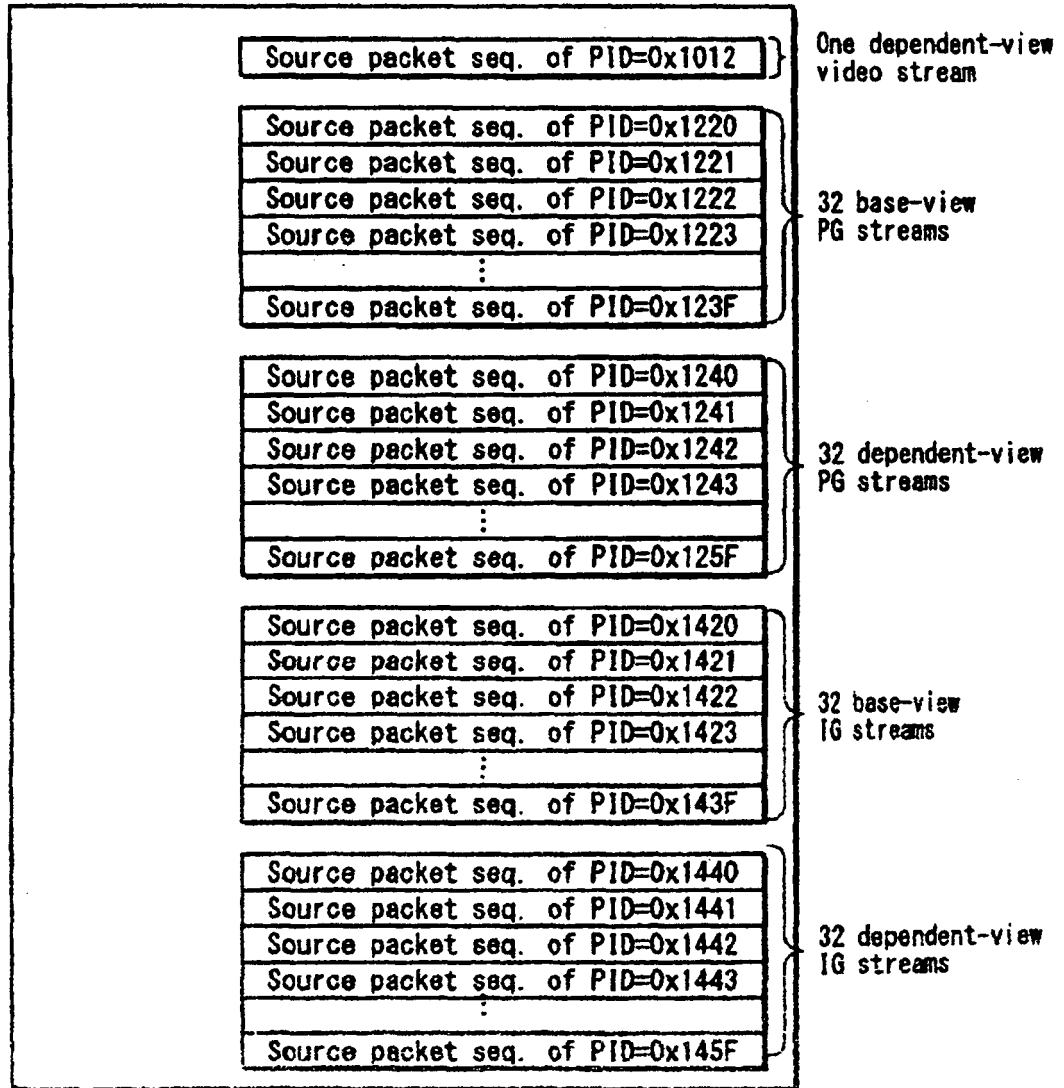 Source packet seq. of PID=0x1012
One dependent-view
video stream
Source packet seq. of PID=0x1220
Source packet seq. of PID=0x1221
Source packet seq. of PID=0x1222
Source packet seq. of PID=0x1223
⋮
Source packet seq. of PID=0x123F
32 base-view
PG streams
Source packet seq. of PID=0x1240
Source packet seq. of PID=0x1241
Source packet seq. of PID=0x1242
Source packet seq. of PID=0x1243
⋮
Source packet seq. of PID=0x125F
32 dependent-view
PG streams
Source packet seq. of PID=0x1420
Source packet seq. of PID=0x1421
Source packet seq. of PID=0x1422
Source packet seq. of PID=0x1423
⋮
Source packet seq. of PID=0x143F
32 base-view
IG streams
Source packet seq. of PID=0x1440
Source packet seq. of PID=0x1441
Source packet seq. of PID=0x1442
Source packet seq. of PID=0x1443
⋮
Source packet seq. of PID=0x145F
32 dependent-view
IG streams